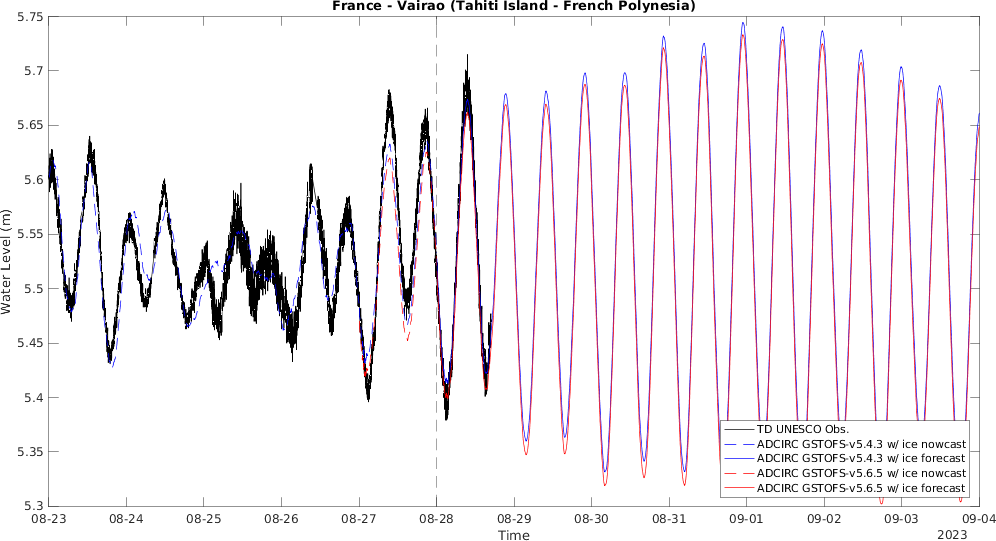 France - Vairao (Tahiti Island - French Polynesia)
5.75
5.7
5.65
5.6
5.55
5.5
5.45
5.4
5.35
5.3
Water Level (m)
TD UNESCO Obs.
ADCIRC GSTOFS-v5.4.3 w/ ice nowcast
ADCIRC GSTOFS-v5.4.3 w/ ice forecast
ADCIRC GSTOFS-v5.6.5 w/ ice nowcast
ADCIRC GSTOFS-v5.6.5 w/ ice forecast
08-23 08-24 08-25 08-26 08-27 08-28 08-29 08-30 08-31 09-01 09-02 09-03 09-04
Time
2023